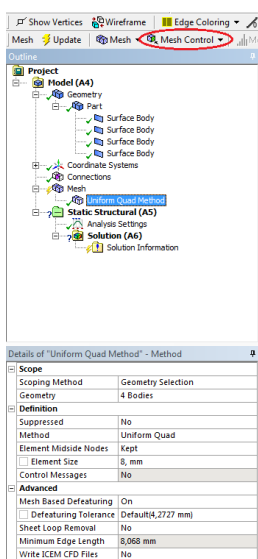 Show Vertices Wireframe Edge Coloring
Mesh Update Mesh Mesh Control
Outline
Project
Model (A4)
Geometry
Part
Surface Body
Surface Body
Surface Body
Surface Body
Coordinate Systems
Connections
Mesh
Uniform Quad Method
Static Structural (A5)
Analysis Settings
Solution (A6)
Solution Information
Details of "Uniform Quad Method" - Method
Scope
Scoping Method Geometry Selection
Geometry 4 Bodies
Definition
Suppressed No
Method Uniform Quad
Element Midside Nodes Kept
Element Size 8, mm
Control Messages No
Advanced
Mesh Based Defeaturing On
Defeaturing Tolerance Default(4,2727 mm)
Sheet Loop Removal No
Minimum Edge Length 8,068 mm
Write ICEM CFD Files No